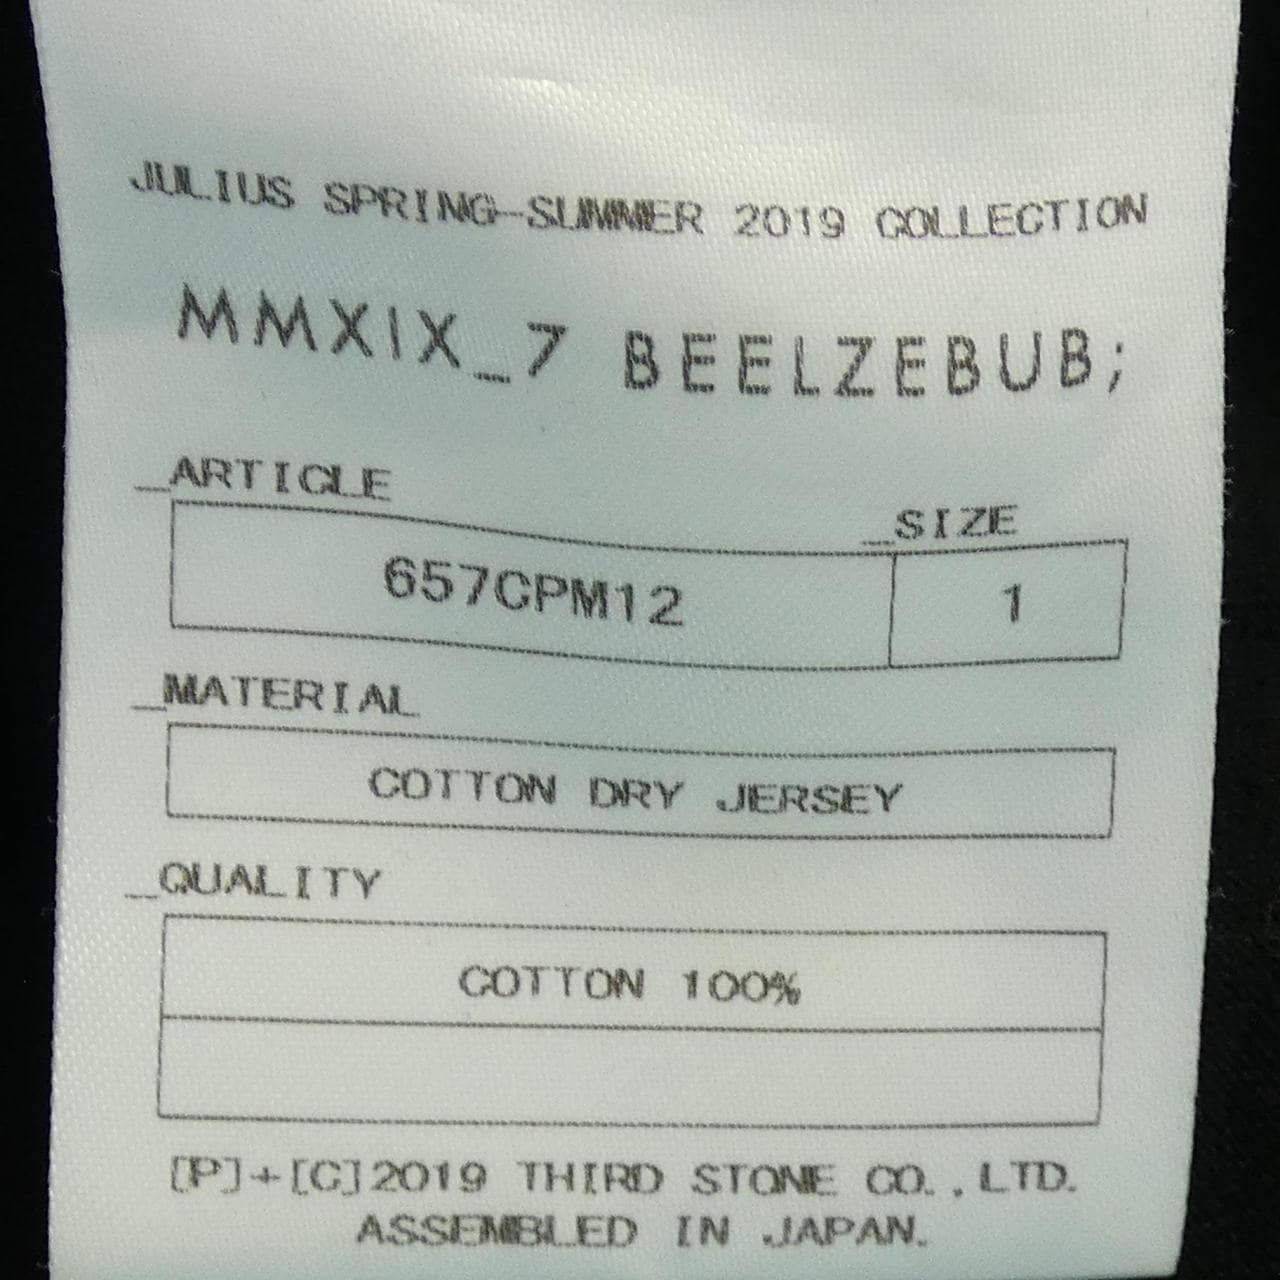 JULIUS SPRING-SUMMER 2019 COLLECTION
MMXIX_7 BEELZEBUB;
_ARTICLE
_SIZE
657CPM12
1
_MATERIAL
COTTON DRY JERSEY
_QUALITY
COTTON 100%
[P]+[C]2019 THIRD STONE CO.,LTD.
ASSEMBLED IN JAPAN.